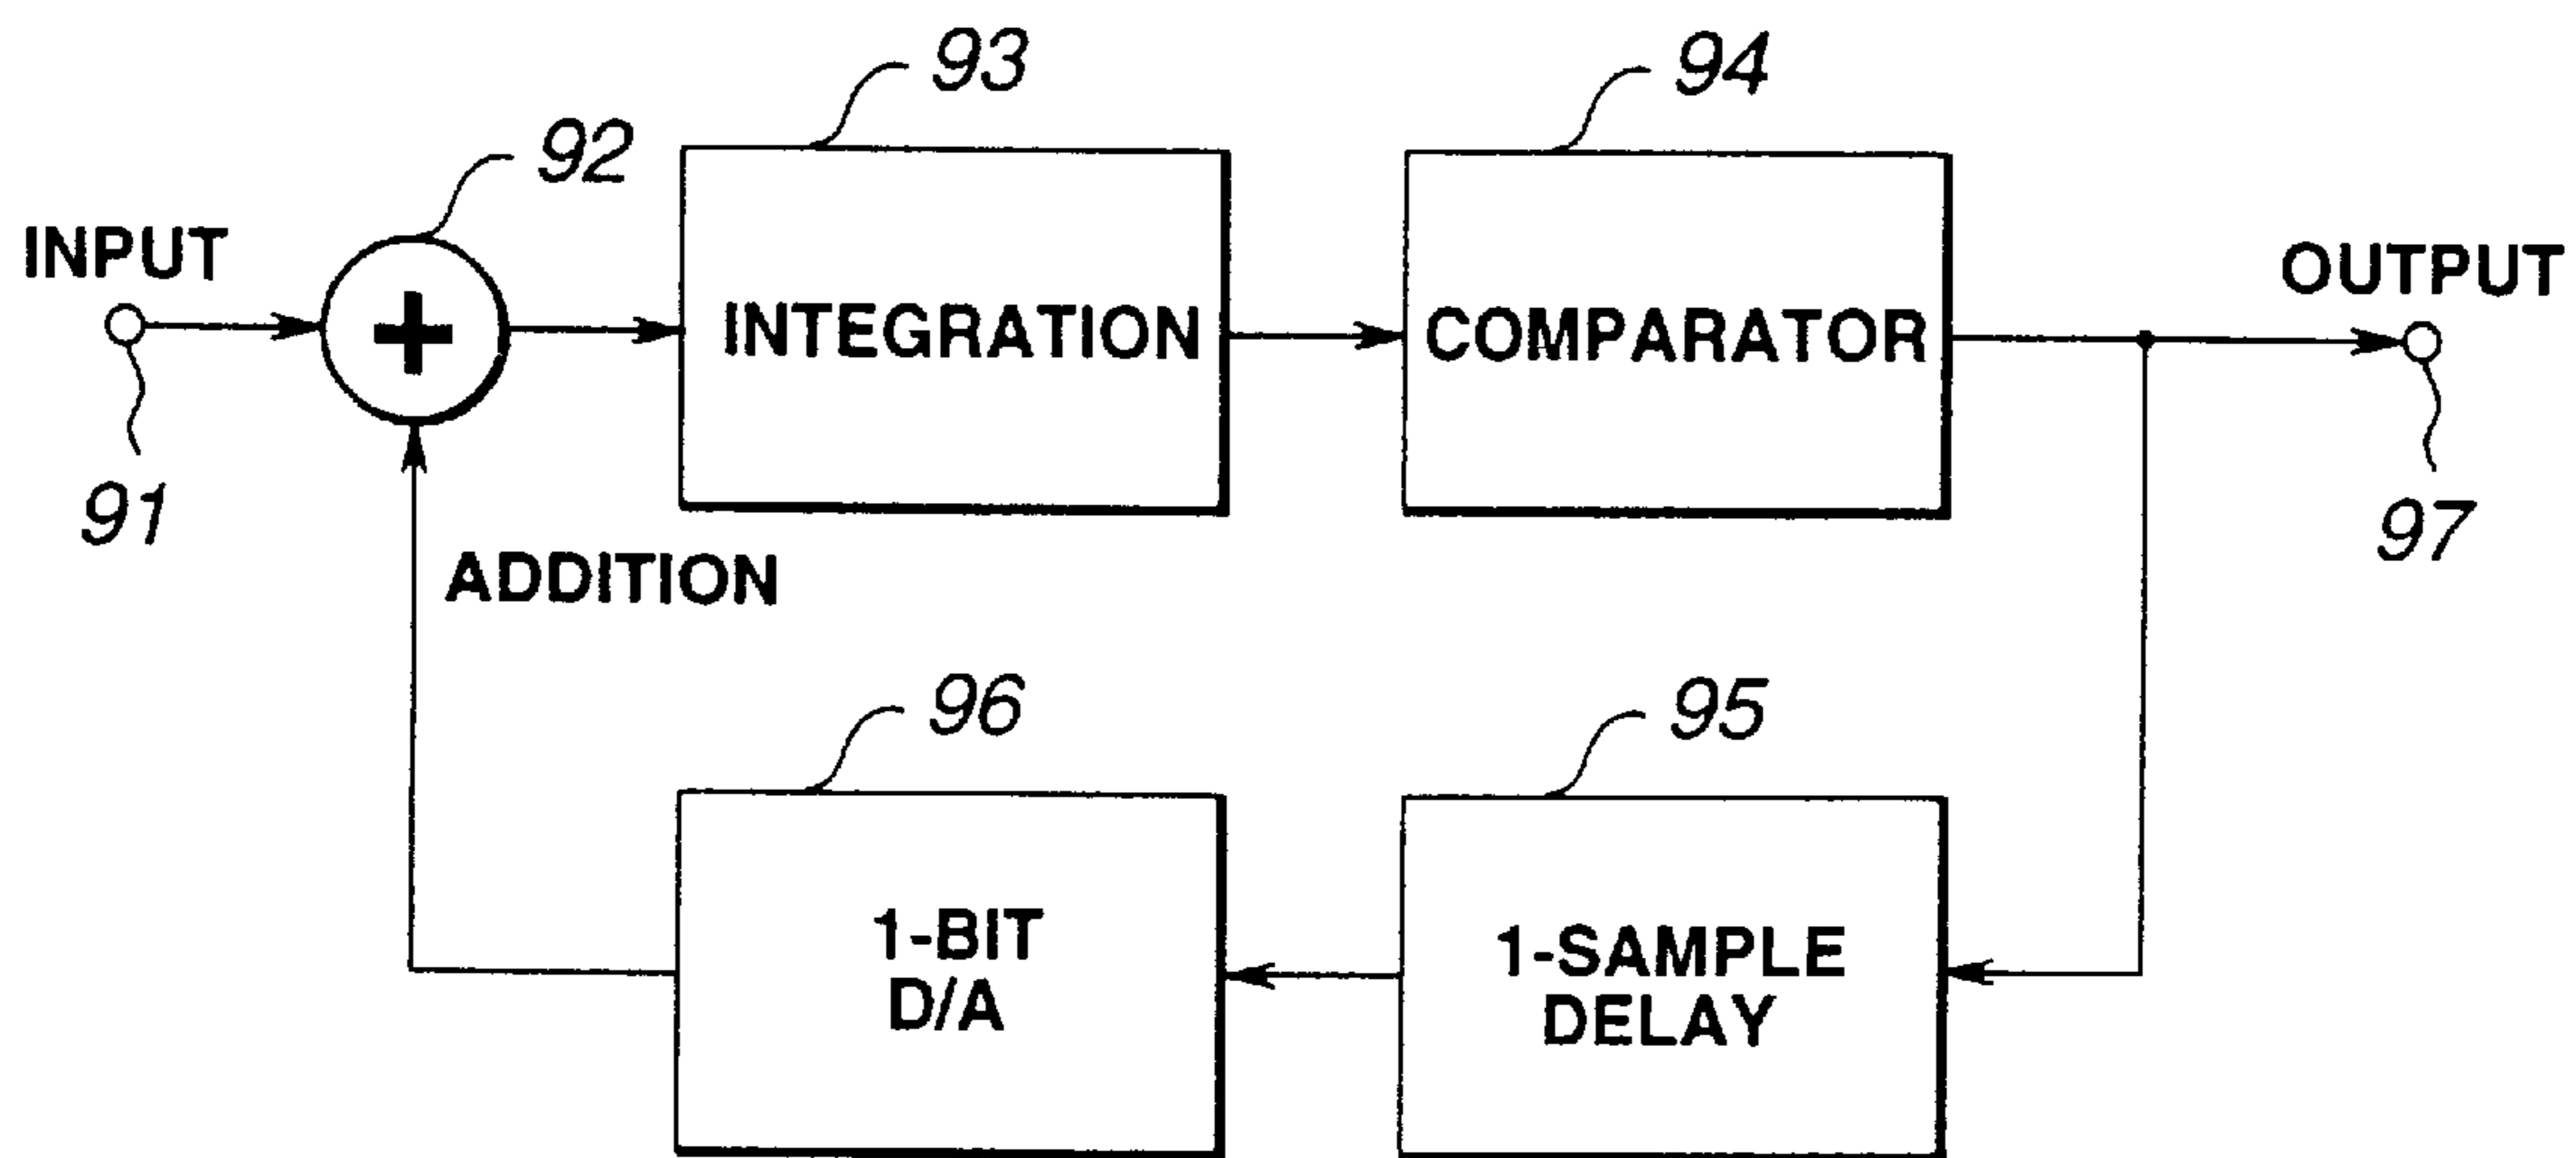 93
94
92
INPUT
OUTPUT
+
INTEGRATION
COMPARATOR
91
97
ADDITION
96
95
1-BIT
D/A
1-SAMPLE
DELAY